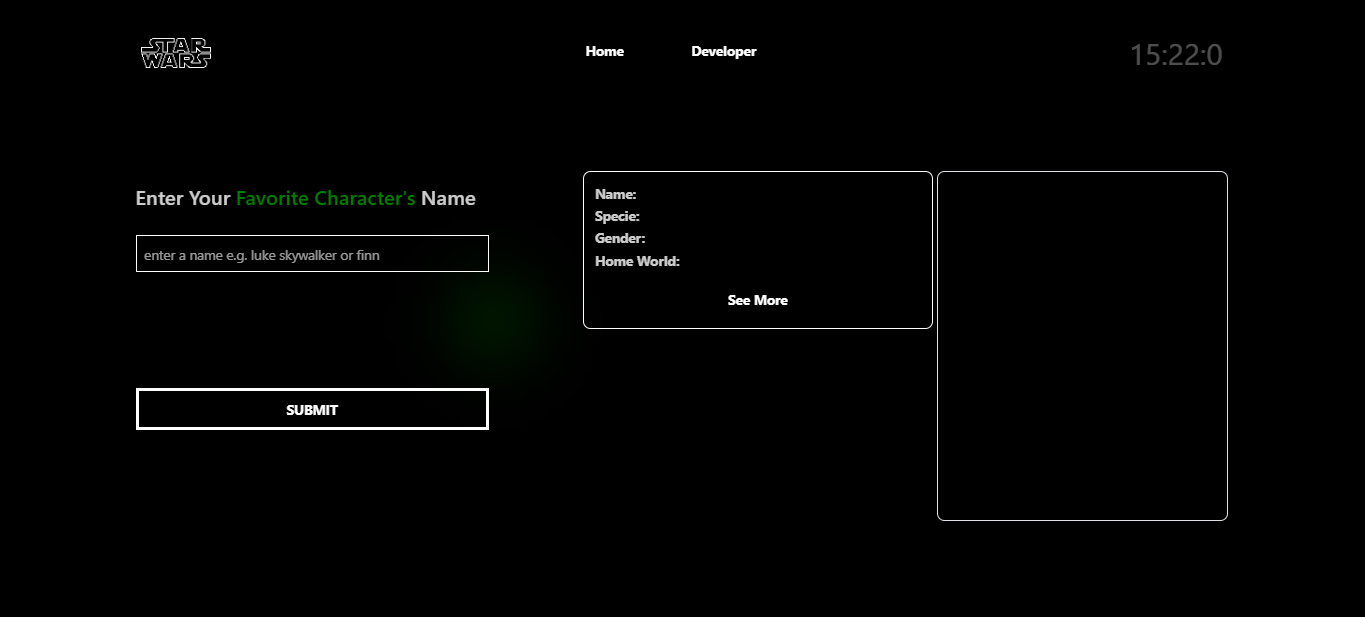 STAR
WARS
Home
Developer
15:22:0
Enter Your Favorite Character's Name
enter a name e.g. luke skywalker or finn
SUBMIT
Name:
Specie:
Gender:
Home World:
See More